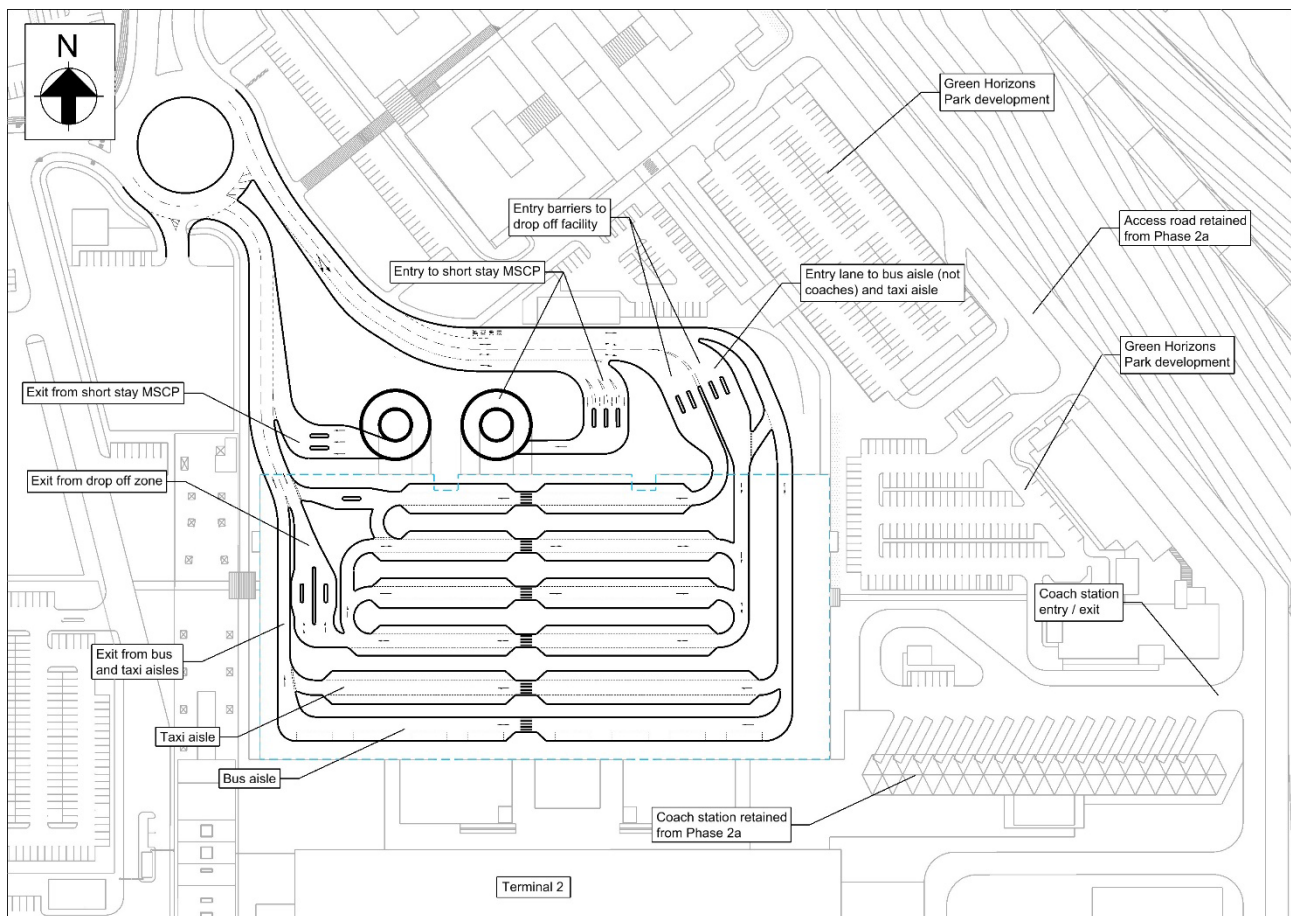 N
Green Horizons
Park development
Entry barriers to
drop off facility
Access road retained
from Phase 2a
Entry to short stay MSCP
Entry lane to bus aisle (not
coaches) and taxi aisle
Green Horizons
Park development
Exit from short stay MSCP
Exit from drop off zone
Coach station
entry / exit
Exit from bus
and taxi aisles
Taxi aisle
Bus aisle
Coach station retained
from Phase 2a
Terminal 2